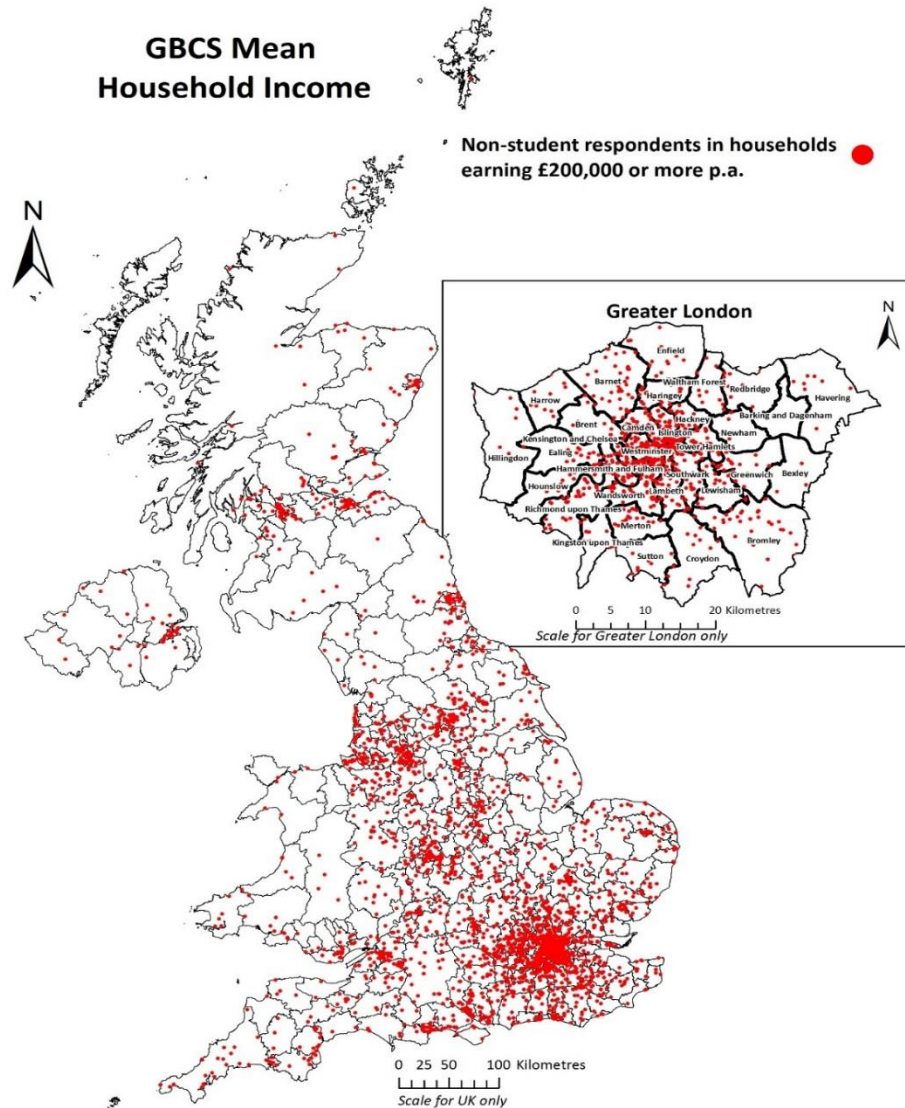 GBCS Mean
Household Income
Non-student respondents in households
earning £200,000 or more p.a.
N
Greater London
N
Enfield
Barnet
Waltham Forest
Redbridge
Harrow
Haringey
Havering
Hackney
Barking and Dagenham
Brent
Camden
Islington
Newham
Kensington and Chelsea
Tower Hamlets
Ealing
Westminster
Hillingdon
Hammersmith and Fulham
Southwark
Greenwich
Bexley
Hounslow
Wandsworth
Lambeth
Lewisham
Richmond upon Thames
Merton
Bromley
Kingston upon Thames
Sutton
Croydon
0 5 10 20 Kilometres
Scale for Greater London only
0 25 50 100 Kilometres
Scale for UK only